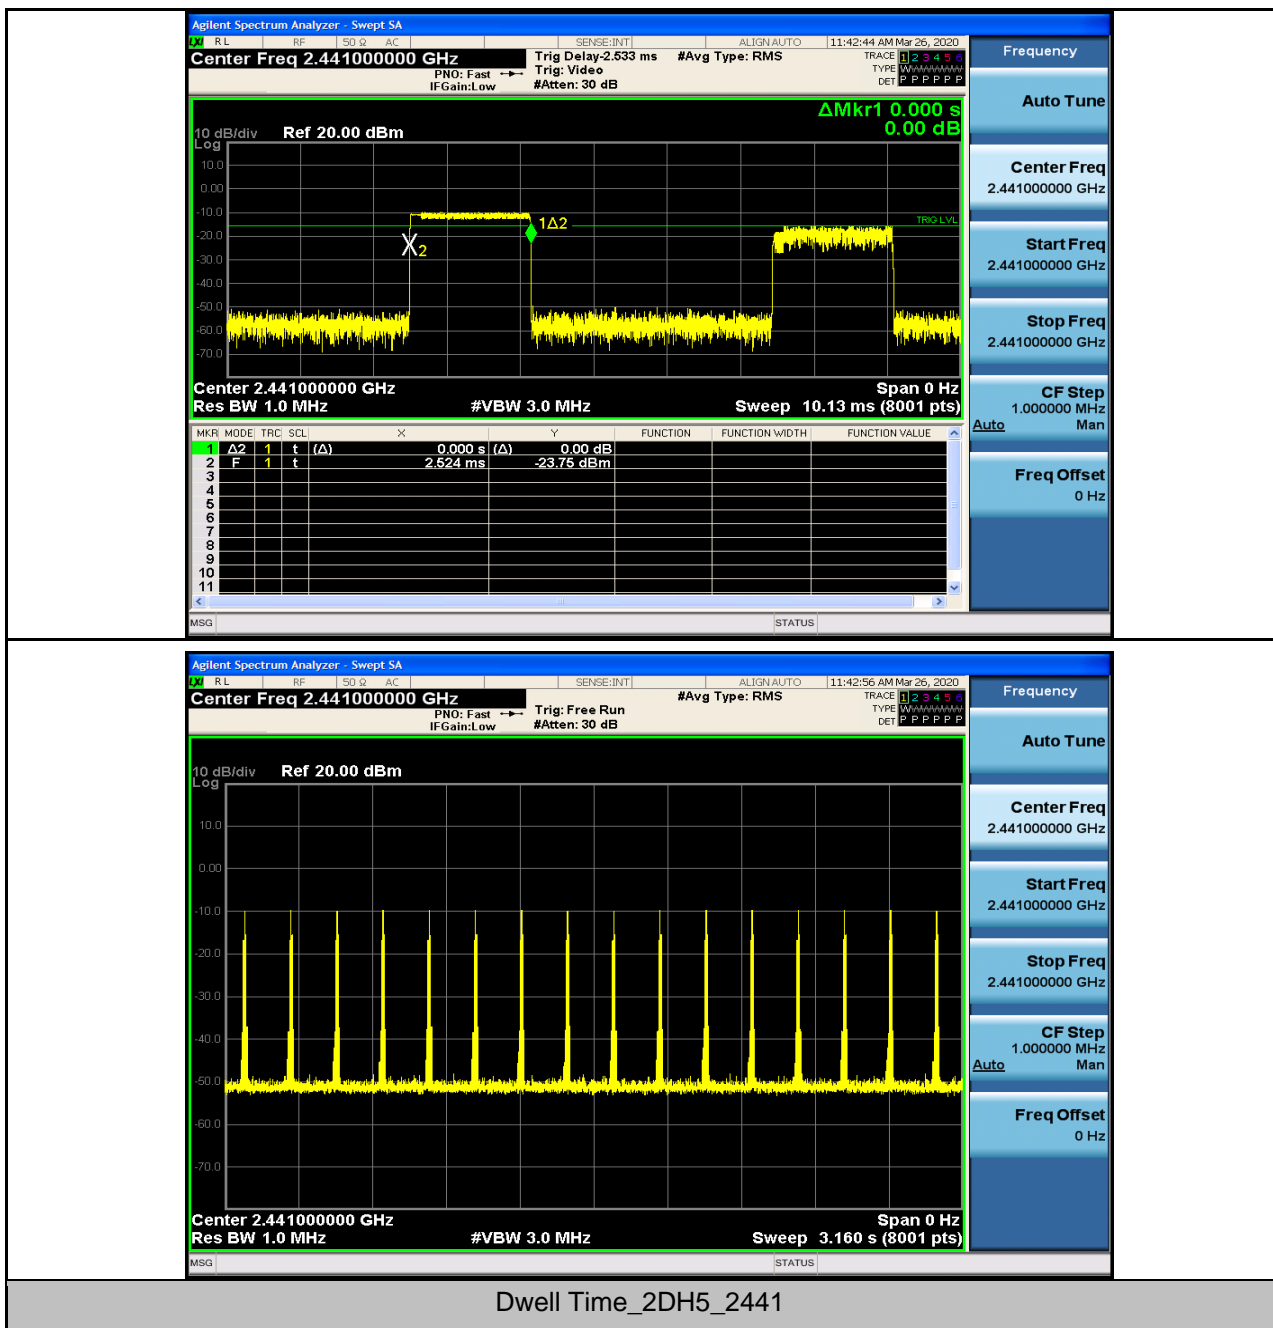 Agilent Spectrum Analyzer - Swept SA
LXI RL RF 50 Ω AC SENSE:INT ALIGN AUTO 11:42:44 AM Mar 26, 2020
Center Freq 2.441000000 GHz
PNO: Fast
IFGain:Low
Trig Delay-2.533 ms
Trig: Video
#Atten: 30 dB
#Avg Type: RMS
TRACE 1 2 3 4 5 6
TYPE WWWWWW
DET P P P P P P
ΔMkr1 0.000 s
0.00 dB
10 dB/div Ref 20.00 dBm
Log
10.0
0.00
-10.0
-20.0
-30.0
-40.0
-50.0
-60.0
-70.0
TRIG LVL
1Δ2
X2
Center 2.441000000 GHz Span 0 Hz
Res BW 1.0 MHz #VBW 3.0 MHz Sweep 10.13 ms (8001 pts)
MKR MODE TRC SCL X Y FUNCTION FUNCTION WIDTH FUNCTION VALUE
1 Δ2 1 t (Δ) 0.000 s (Δ) 0.00 dB
2 F 1 t 2.524 ms -23.75 dBm
3
4
5
6
7
8
9
10
11
MSG STATUS
Frequency
Auto Tune
Center Freq
2.441000000 GHz
Start Freq
2.441000000 GHz
Stop Freq
2.441000000 GHz
CF Step
1.000000 MHz
Auto Man
Freq Offset
0 Hz
Agilent Spectrum Analyzer - Swept SA
LXI RL RF 50 Ω AC SENSE:INT ALIGN AUTO 11:42:56 AM Mar 26, 2020
Center Freq 2.441000000 GHz
PNO: Fast
IFGain:Low
Trig: Free Run
#Atten: 30 dB
#Avg Type: RMS
TRACE 1 2 3 4 5 6
TYPE WWWWWW
DET P P P P P P
10 dB/div Ref 20.00 dBm
Log
10.0
0.00
-10.0
-20.0
-30.0
-40.0
-50.0
-60.0
-70.0
Center 2.441000000 GHz Span 0 Hz
Res BW 1.0 MHz #VBW 3.0 MHz Sweep 3.160 s (8001 pts)
MSG STATUS
Frequency
Auto Tune
Center Freq
2.441000000 GHz
Start Freq
2.441000000 GHz
Stop Freq
2.441000000 GHz
CF Step
1.000000 MHz
Auto Man
Freq Offset
0 Hz
Dwell Time_2DH5_2441